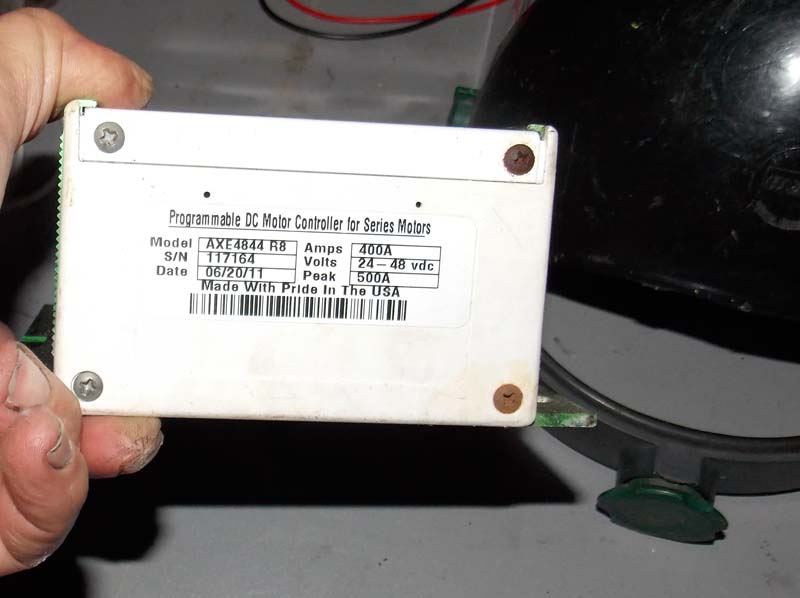 Programmable DC Motor Controller for Series Motors
Model AXE4844 R8 Amps 400A
S/N 117164 Volts 24-48 vdc
Date 06/20/11 Peak 500A
Made With Pride In The USA